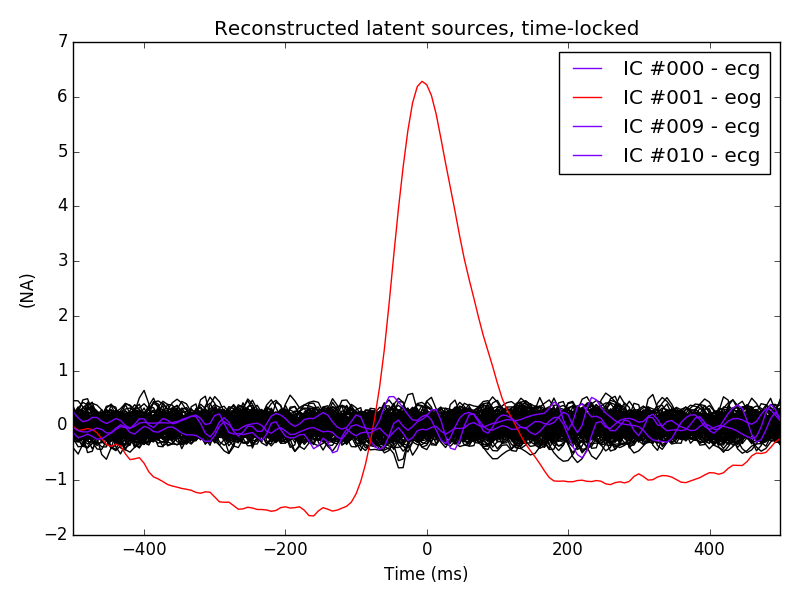 Reconstructed latent sources, time-locked
7
6
5
4
3
2
1
0
−1
−2
(NA)
IC #000 - ecg
IC #001 - eog
IC #009 - ecg
IC #010 - ecg
−400
−200
0
200
400
Time (ms)